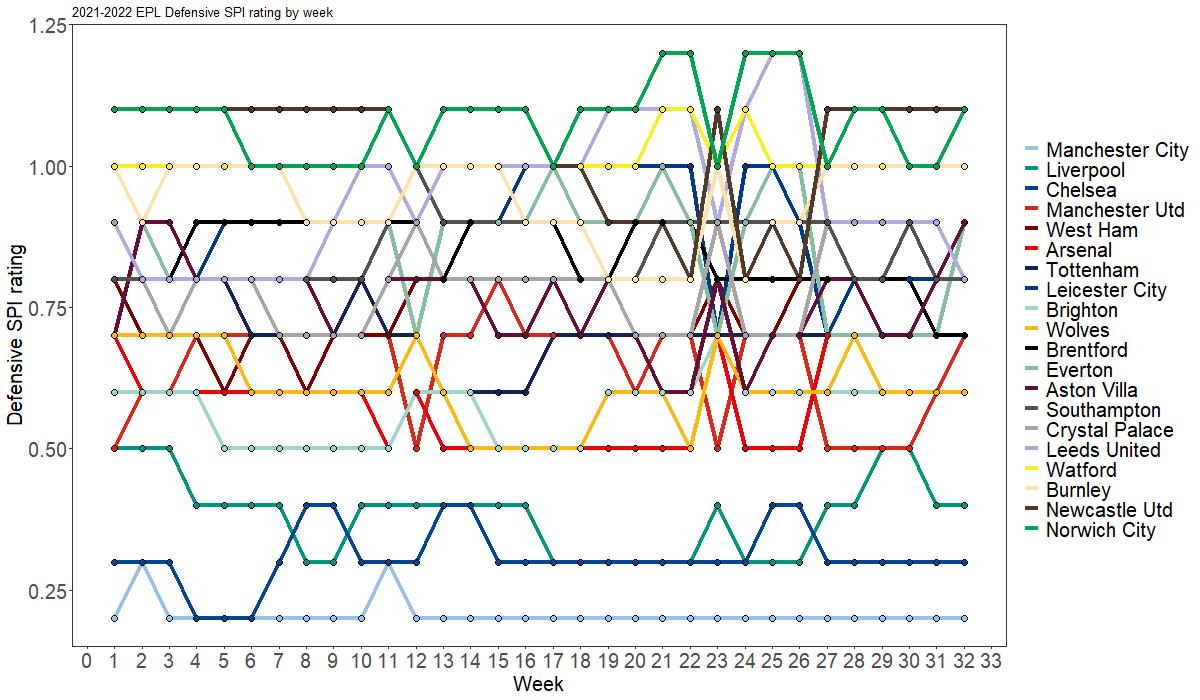 2021-2022 EPL Defensive SPI rating by week
1.25
1.00
0.75
0.50
0.25
Defensive SPI rating
0 1 2 3 4 5 6 7 8 9 10 11 12 13 14 15 16 17 18 19 20 21 22 23 24 25 26 27 28 29 30 31 32 33
Week
Manchester City
Liverpool
Chelsea
Manchester Utd
West Ham
Arsenal
Tottenham
Leicester City
Brighton
Wolves
Brentford
Everton
Aston Villa
Southampton
Crystal Palace
Leeds United
Watford
Burnley
Newcastle Utd
Norwich City